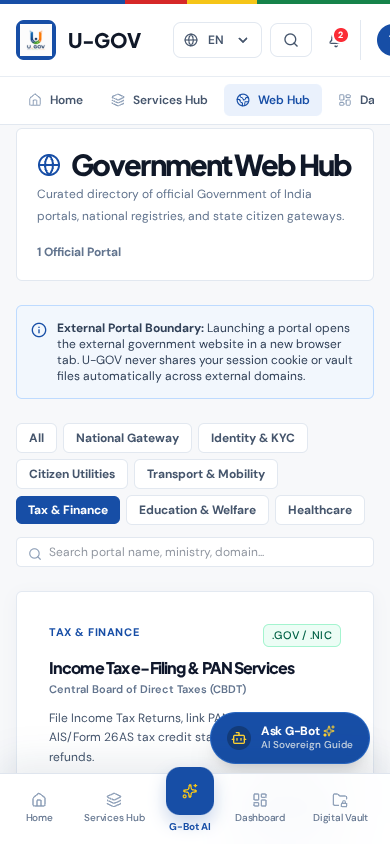 U-GOV
U-GOV
EN
2
Home
Services Hub
Web Hub
Da
Government Web Hub
Curated directory of official Government of India
portals, national registries, and state citizen gateways.
1 Official Portal
External Portal Boundary: Launching a portal opens
the external government website in a new browser
tab. U-GOV never shares your session cookie or vault
files automatically across external domains.
All
National Gateway
Identity & KYC
Citizen Utilities
Transport & Mobility
Tax & Finance
Education & Welfare
Healthcare
Search portal name, ministry, domain...
TAX & FINANCE
.GOV / .NIC
Income Tax e-Filing & PAN Services
Central Board of Direct Taxes (CBDT)
File Income Tax Returns, link
AIS/Form 26AS tax credit
refunds.
Ask G-Bot ✨
AI Sovereign Guide
Home
Services Hub
G-Bot AI
Dashboard
Digital Vault